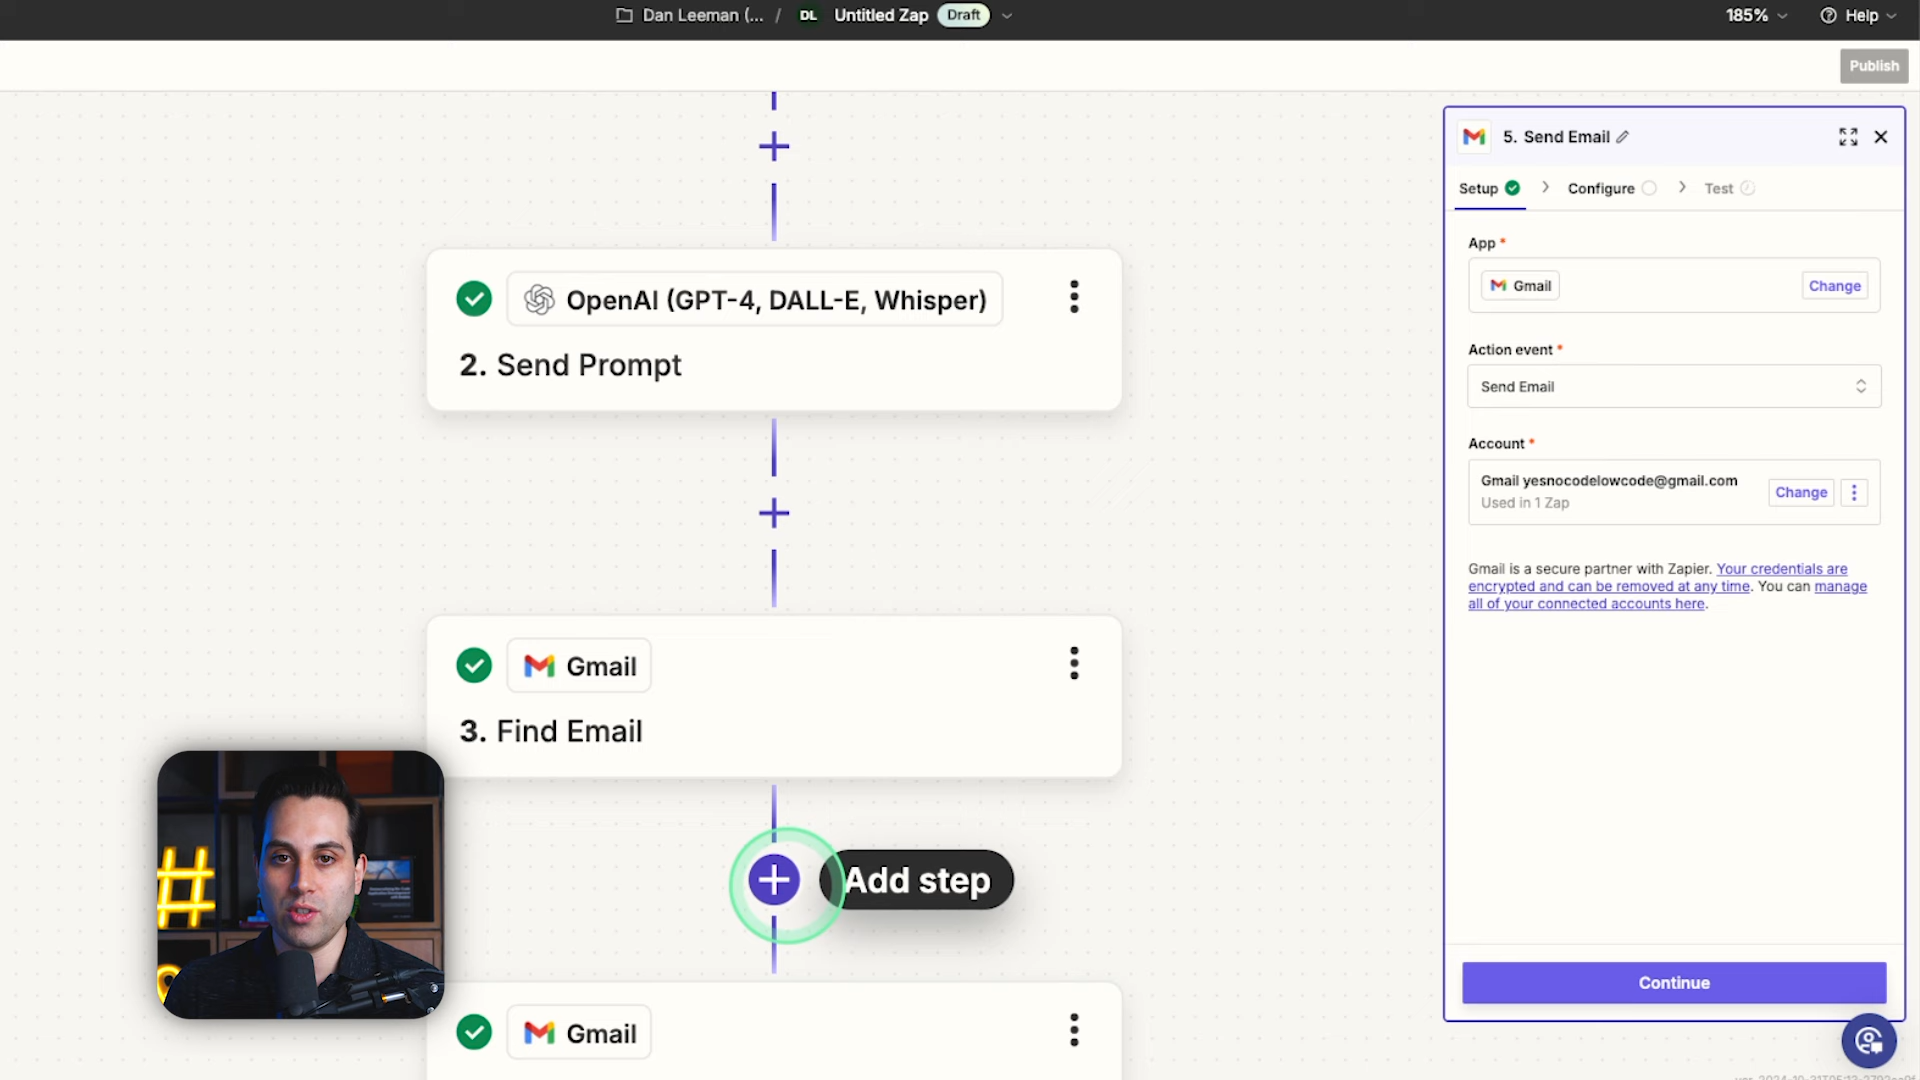 Dan Leeman (... / DL Untitled Zap Draft
185% Help
Publish
5. Send Email
Setup Configure Test
App *
Gmail Change
Action event *
Send Email
Account *
Gmail yesnocodelowcode@gmail.com
Used in 1 Zap
Change
Gmail is a secure partner with Zapier. Your credentials are
encrypted and can be removed at any time. You can manage
all of your connected accounts here.
Continue
OpenAI (GPT-4, DALL-E, Whisper)
2. Send Prompt
Gmail
3. Find Email
Add step
Gmail
#